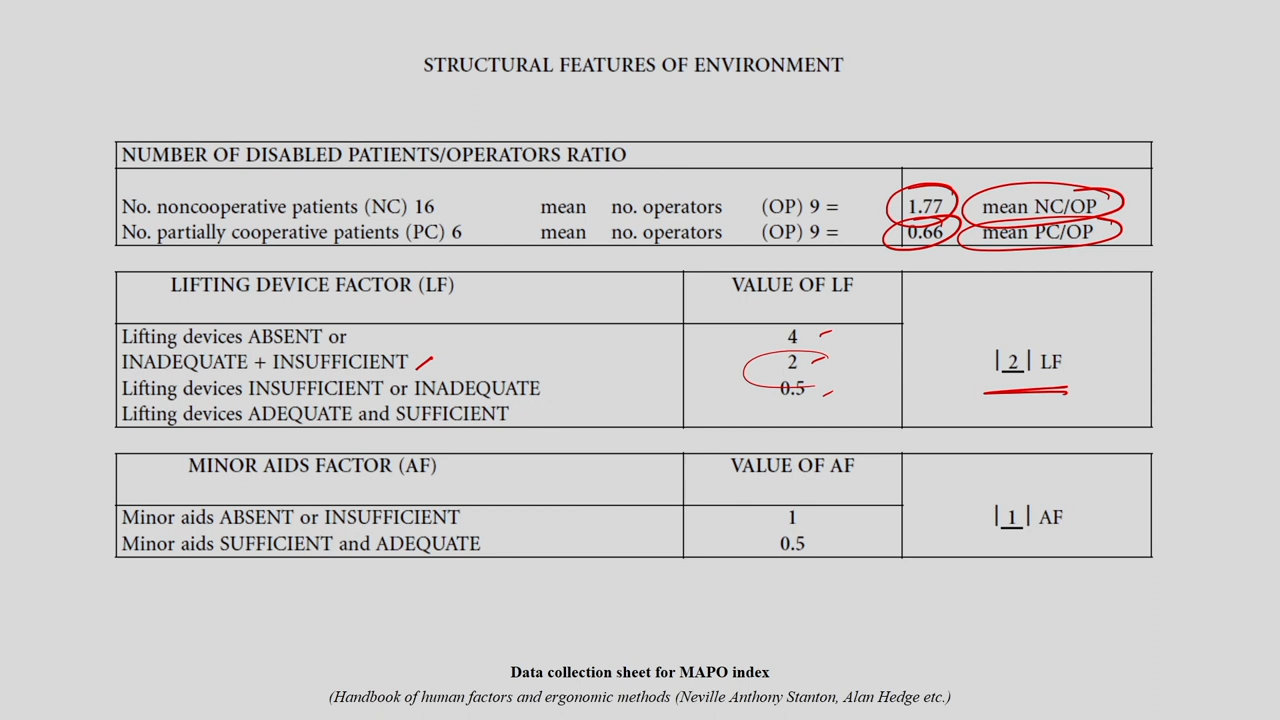 STRUCTURAL FEATURES OF ENVIRONMENT
NUMBER OF DISABLED PATIENTS/OPERATORS RATIO
No. noncooperative patients (NC) 16 mean no. operators (OP) 9 = 1.77 mean NC/OP
No. partially cooperative patients (PC) 6 mean no. operators (OP) 9 = 0.66 mean PC/OP
LIFTING DEVICE FACTOR (LF) VALUE OF LF
Lifting devices ABSENT or 4
INADEQUATE + INSUFFICIENT 2 |2| LF
Lifting devices INSUFFICIENT or INADEQUATE 0.5
Lifting devices ADEQUATE and SUFFICIENT
MINOR AIDS FACTOR (AF) VALUE OF AF
Minor aids ABSENT or INSUFFICIENT 1 |1| AF
Minor aids SUFFICIENT and ADEQUATE 0.5
Data collection sheet for MAPO index
(Handbook of human factors and ergonomic methods (Neville Anthony Stanton, Alan Hedge etc.)